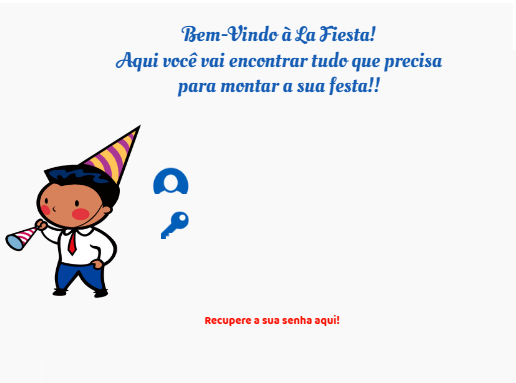 Bem-Vindo à La Fiesta!
Aqui você vai encontrar tudo que precisa
para montar a sua festa!!
Recupere a sua senha aqui!